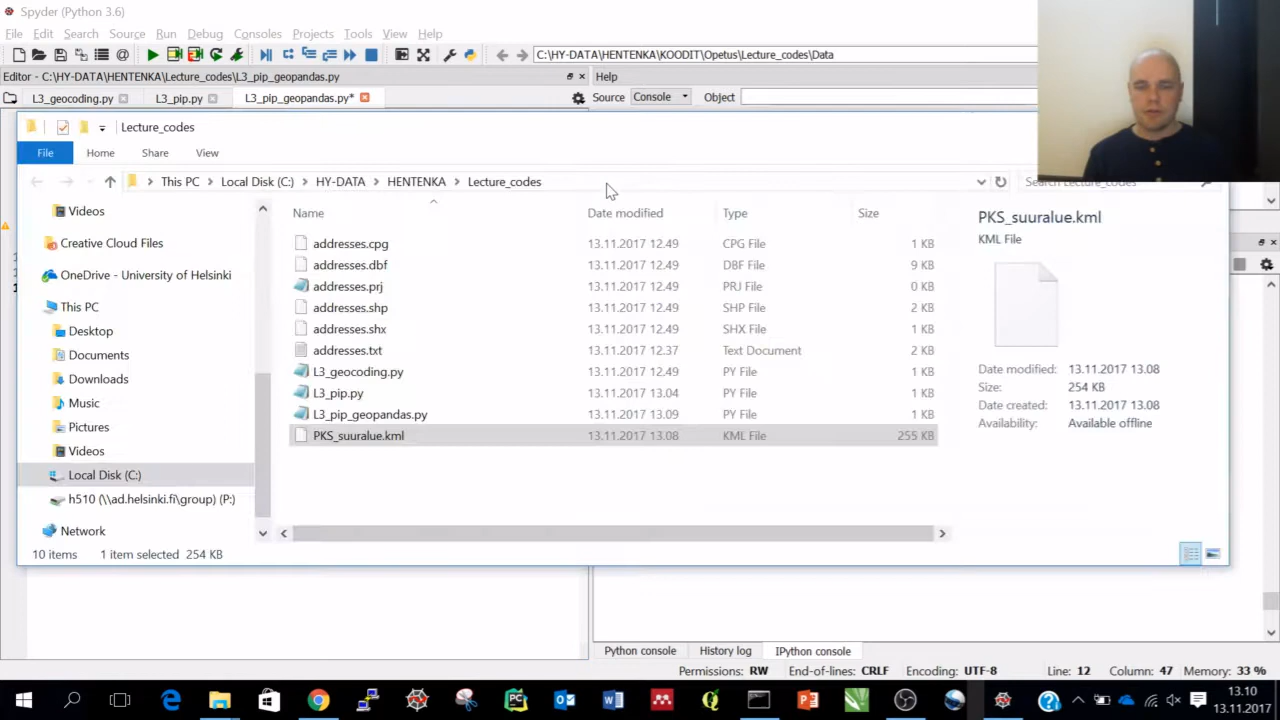 Spyder (Python 3.6)
File Edit Search Source Run Debug Consoles Projects Tools View Help
C:\HY-DATA\HENTENKA\KOODIT\Opetus\Lecture_codes\Data
Editor - C:\HY-DATA\HENTENKA\Lecture_codes\L3_pip_geopandas.py
Help
L3_geocoding.py L3_pip.py L3_pip_geopandas.py*
Source Console Object
Lecture_codes
File Home Share View
This PC Local Disk (C:) HY-DATA HENTENKA Lecture_codes
Search Lecture_codes
Videos
Creative Cloud Files
OneDrive - University of Helsinki
This PC
Desktop
Documents
Downloads
Music
Pictures
Videos
Local Disk (C:)
h510 (\\ad.helsinki.fi\group) (P:)
Network
Name Date modified Type Size
addresses.cpg 13.11.2017 12.49 CPG File 1 KB
addresses.dbf 13.11.2017 12.49 DBF File 9 KB
addresses.prj 13.11.2017 12.49 PRJ File 0 KB
addresses.shp 13.11.2017 12.49 SHP File 2 KB
addresses.shx 13.11.2017 12.49 SHX File 1 KB
addresses.txt 13.11.2017 12.37 Text Document 2 KB
L3_geocoding.py 13.11.2017 12.49 PY File 1 KB
L3_pip.py 13.11.2017 13.04 PY File 1 KB
L3_pip_geopandas.py 13.11.2017 13.09 PY File 1 KB
PKS_suuralue.kml 13.11.2017 13.08 KML File 255 KB
PKS_suuralue.kml
KML File
Date modified: 13.11.2017 13.08
Size: 254 KB
Date created: 13.11.2017 13.08
Availability: Available offline
10 items 1 item selected 254 KB
Python console History log IPython console
Permissions: RW End-of-lines: CRLF Encoding: UTF-8 Line: 12 Column: 47 Memory: 33 %
13.10
13.11.2017